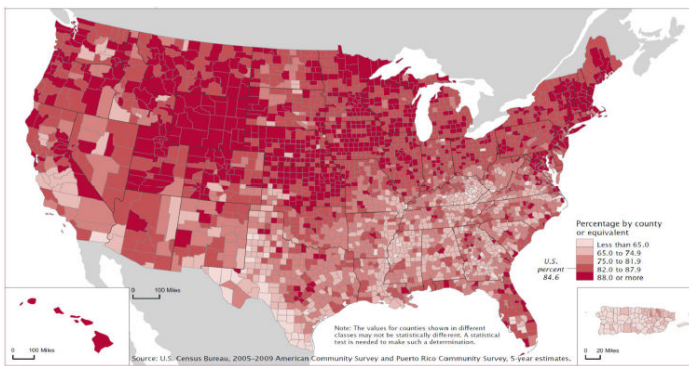 Percentage by county
or equivalent
Less than 65.0
65.0 to 74.9
75.0 to 81.9
82.0 to 87.9
88.0 or more
U.S.
percent
84.6
0 100 Miles
0 100 Miles
0 20 Miles
Note: The values for counties shown in different
classes may not be statistically different. A statistical
test is needed to make such a determination.
Source: U.S. Census Bureau, 2005–2009 American Community Survey and Puerto Rico Community Survey, 5-year estimates.